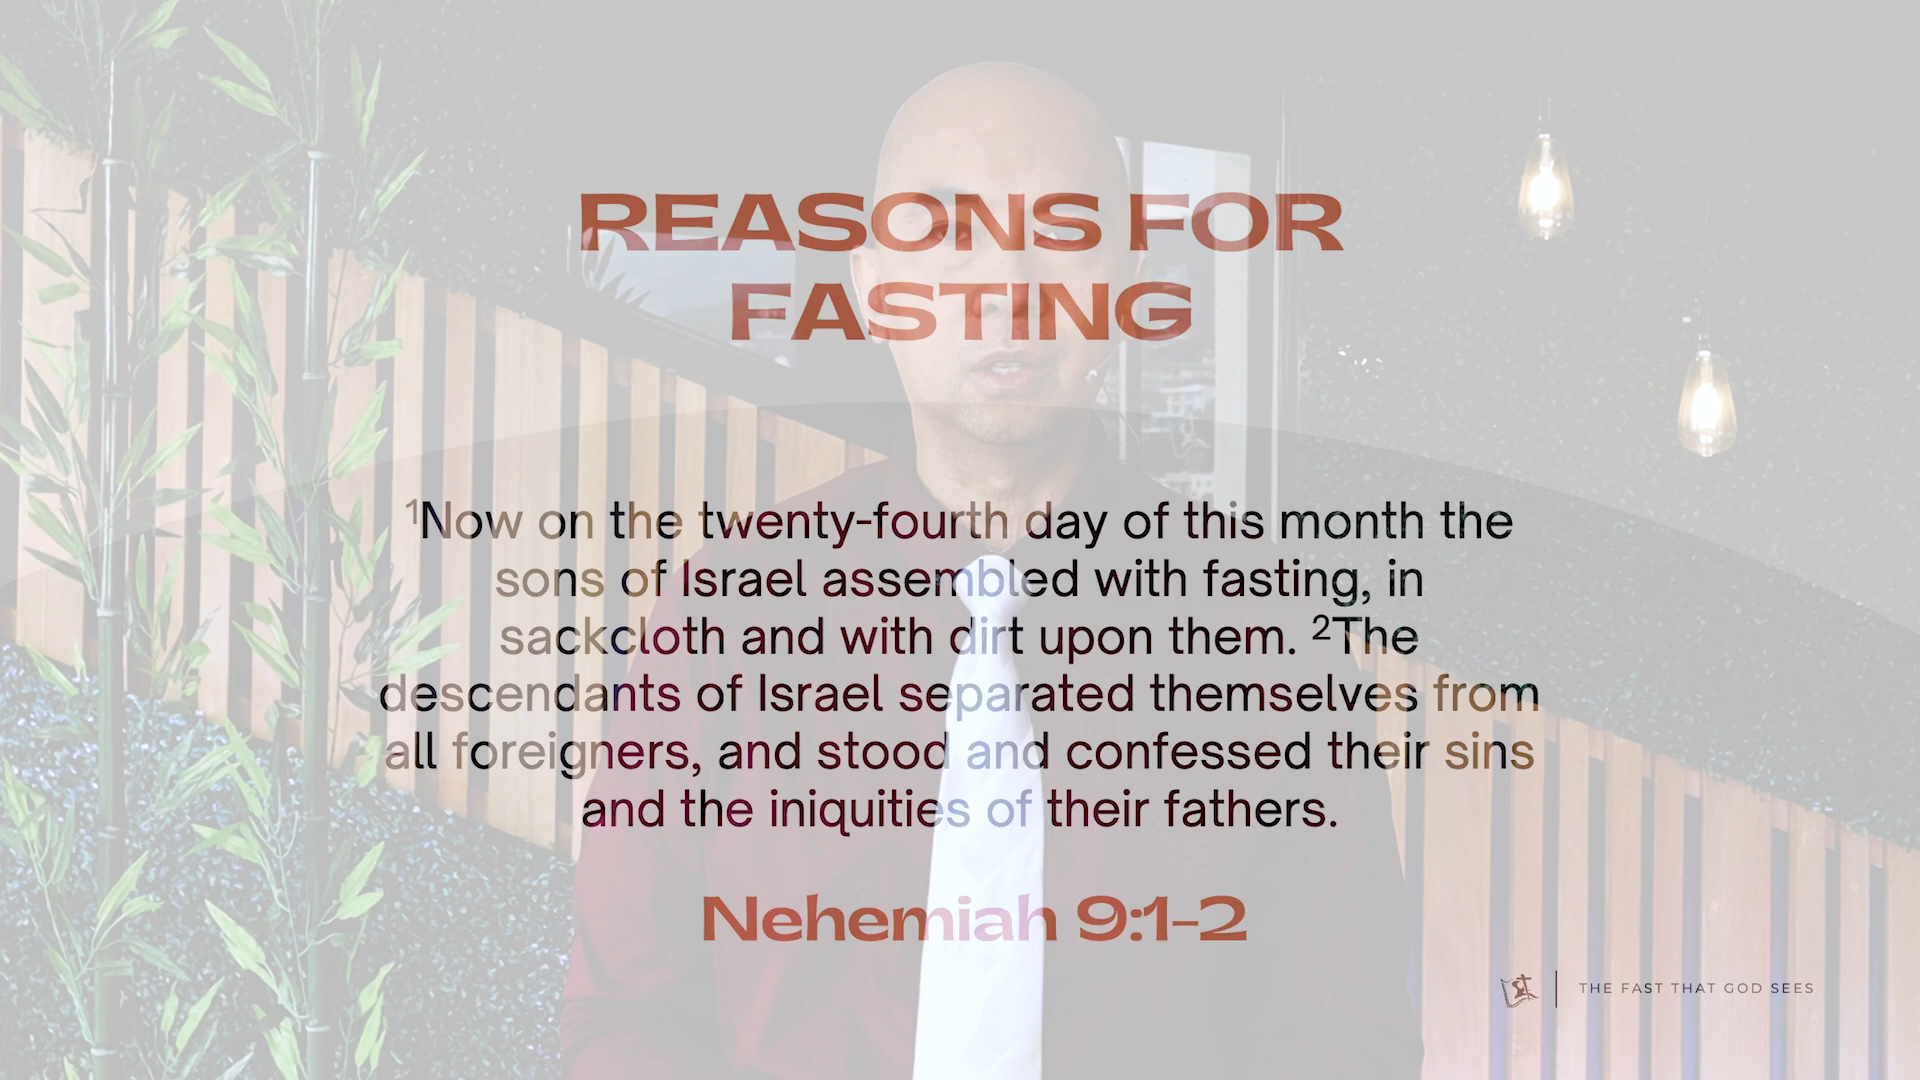 REASONS FOR
FASTING
¹Now on the twenty-fourth day of this month the
sons of Israel assembled with fasting, in
sackcloth and with dirt upon them. ²The
descendants of Israel separated themselves from
all foreigners, and stood and confessed their sins
and the iniquities of their fathers.
Nehemiah 9:1-2
THE FAST THAT GOD SEES